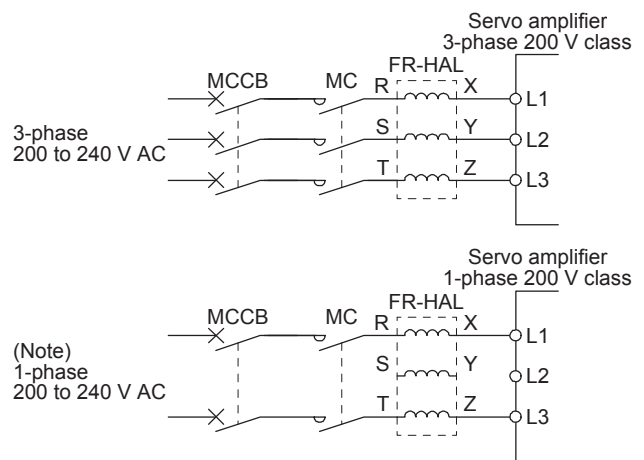 Servo amplifier
3-phase 200 V class
FR-HAL
MCCB MC R X
L1
3-phase
200 to 240 V AC
S Y
L2
T Z
L3
Servo amplifier
1-phase 200 V class
FR-HAL
MCCB MC R X
L1
(Note)
1-phase
200 to 240 V AC
S Y
L2
T Z
L3